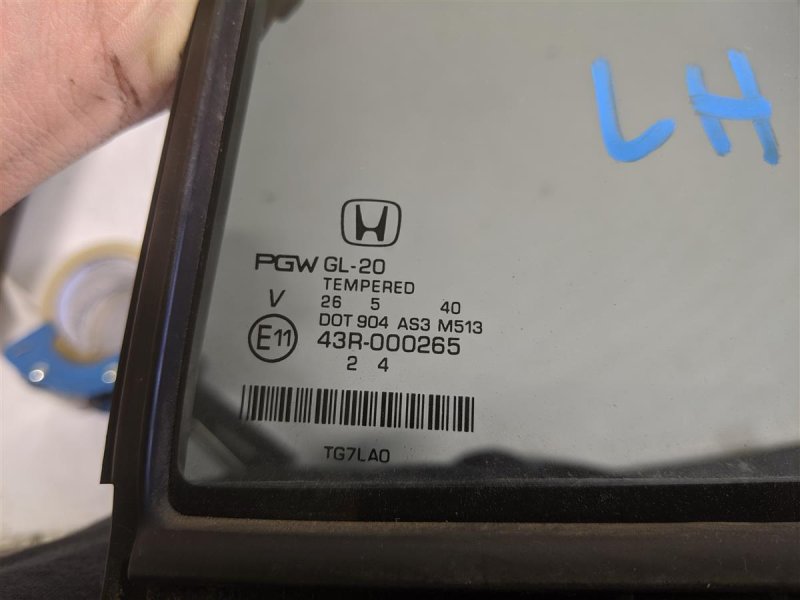 LH
PGW GL-20
TEMPERED
V 26 5 40
DOT 904 AS3 M513
E11 43R-000265
2 4
TG7LA0